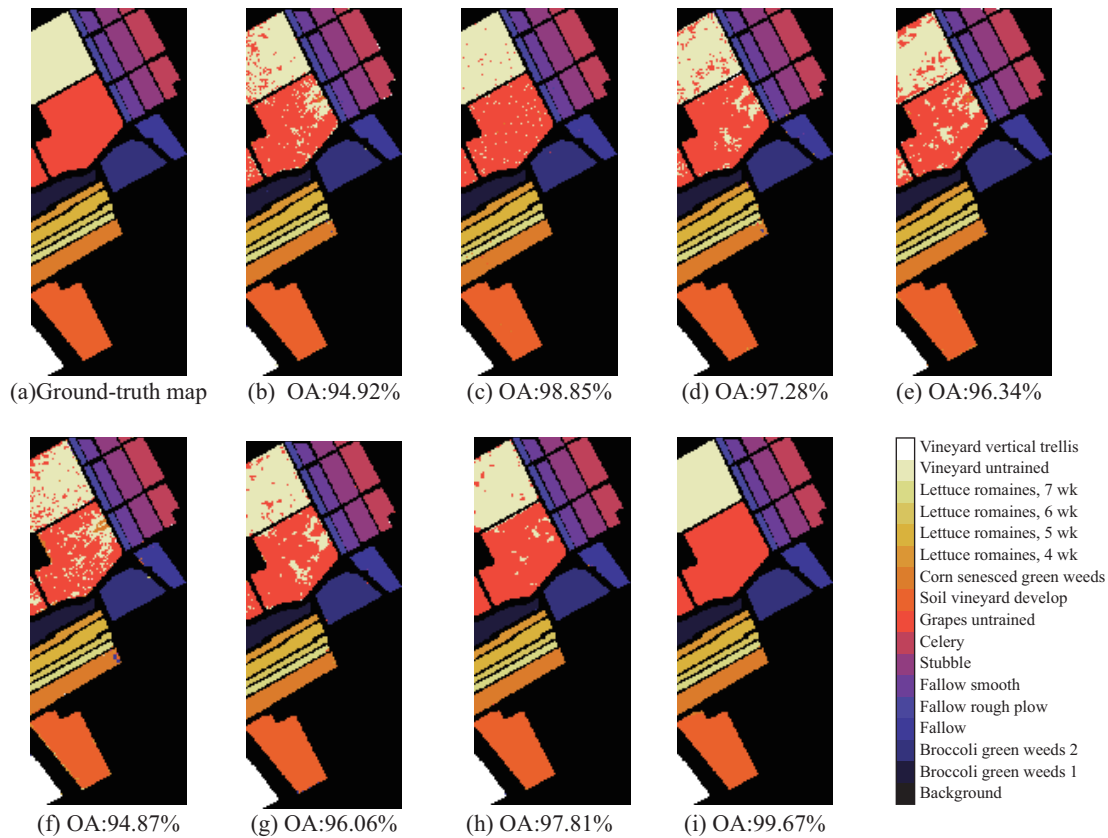 (a)Ground-truth map
(b) OA:94.92%
(c) OA:98.85%
(d) OA:97.28%
(e) OA:96.34%
Vineyard vertical trellis
Vineyard untrained
Lettuce romaines, 7 wk
Lettuce romaines, 6 wk
Lettuce romaines, 5 wk
Lettuce romaines, 4 wk
Corn senesced green weeds
Soil vineyard develop
Grapes untrained
Celery
Stubble
Fallow smooth
Fallow rough plow
Fallow
Broccoli green weeds 2
Broccoli green weeds 1
Background
(f) OA:94.87%
(g) OA:96.06%
(h) OA:97.81%
(i) OA:99.67%